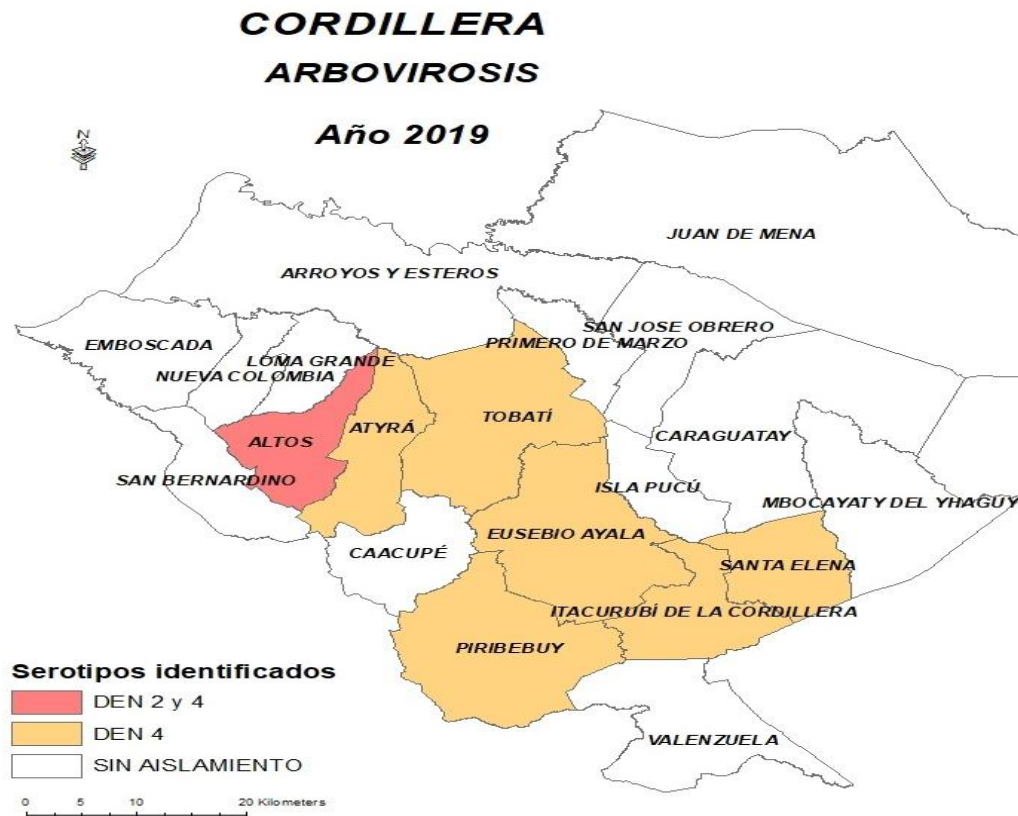 CORDILLERA
ARBOVIROSIS
Año 2019
N
JUAN DE MENA
ARROYOS Y ESTEROS
SAN JOSE OBRERO
PRIMERO DE MARZO
EMBOSCADA
LOMA GRANDE
NUEVA COLOMBIA
TOBATÍ
ATYRÁ
ALTOS
CARAGUATAY
SAN BERNARDINO
ISLA PUCÚ
MBOCAYATY DEL YHAGUY
EUSEBIO AYALA
CAACUPÉ
SANTA ELENA
ITACURUBÍ DE LA CORDILLERA
PIRIBEBUY
VALENZUELA
Serotipos identificados
DEN 2 y 4
DEN 4
SIN AISLAMIENTO
0 5 10 20 Kilometers